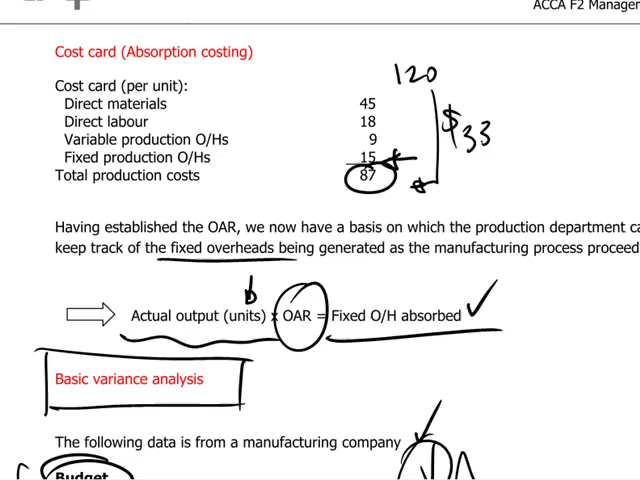 ACCA F2 Manager
Cost card (Absorption costing)
120
Cost card (per unit):
Direct materials 45
Direct labour 18
$33
Variable production O/Hs 9
Fixed production O/Hs 15
Total production costs 87
Having established the OAR, we now have a basis on which the production department ca
keep track of the fixed overheads being generated as the manufacturing process proceed
Actual output (units) x OAR = Fixed O/H absorbed
Basic variance analysis
The following data is from a manufacturing company
Budget